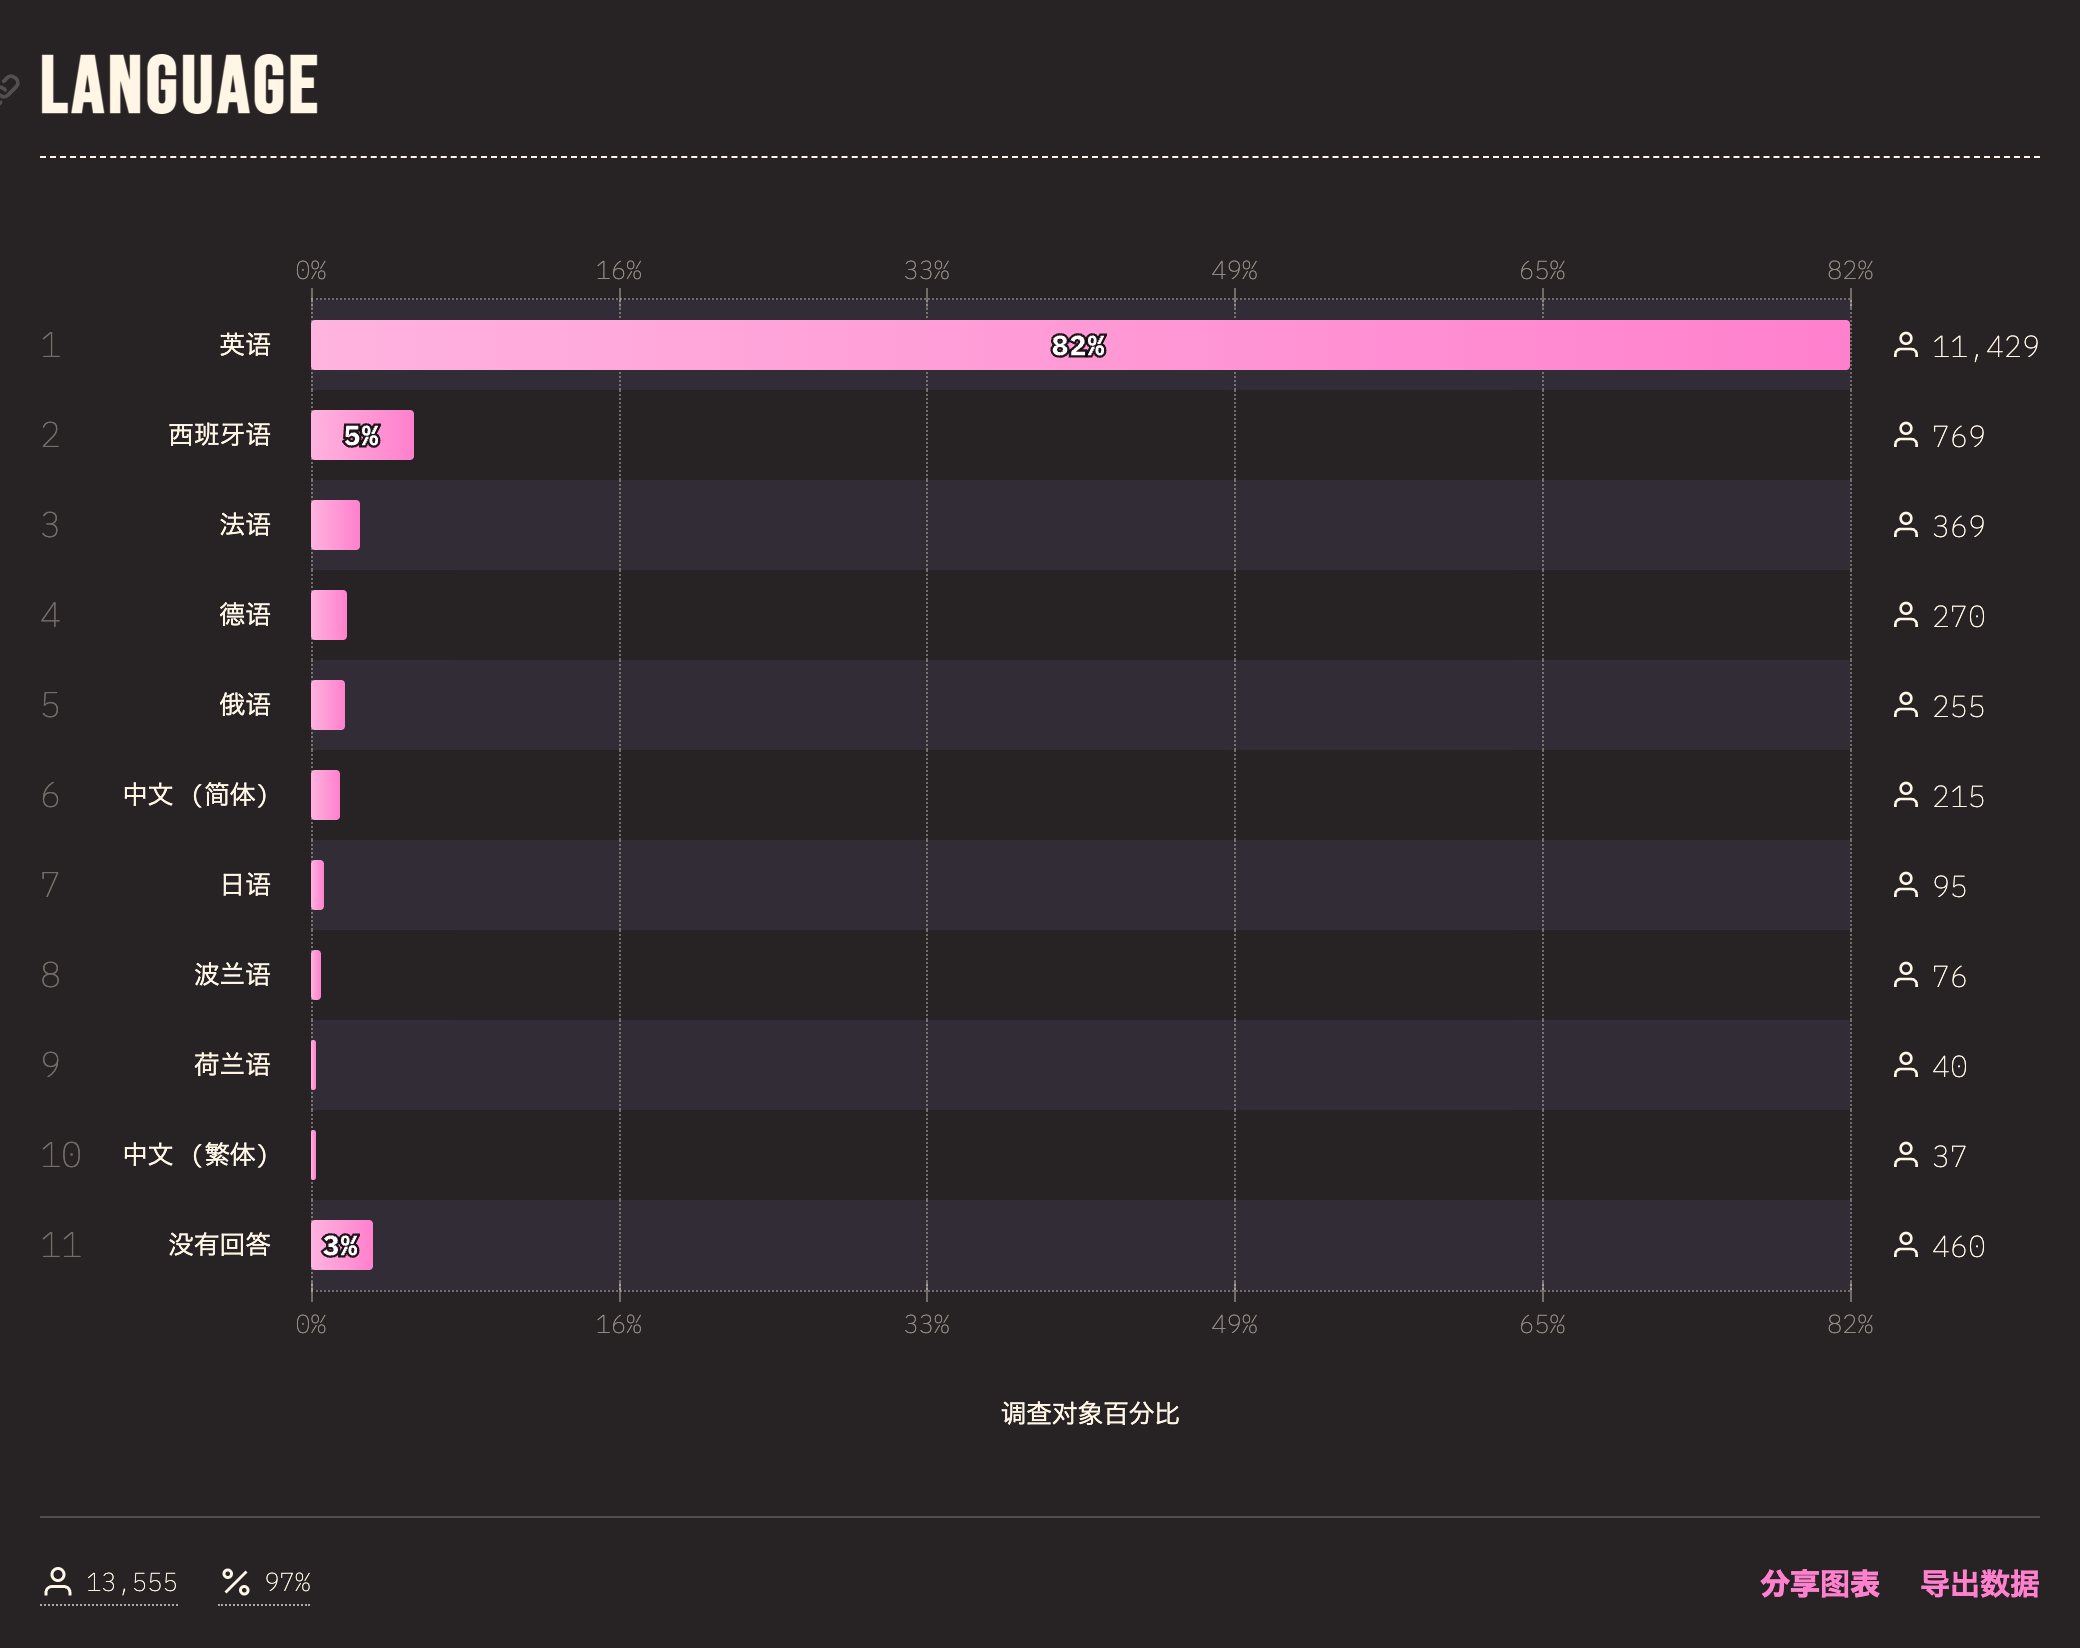 LANGUAGE
0% 16% 33% 49% 65% 82%
1 英语 82% 11,429
2 西班牙语 5% 769
3 法语 369
4 德语 270
5 俄语 255
6 中文（简体） 215
7 日语 95
8 波兰语 76
9 荷兰语 40
10 中文（繁体） 37
11 没有回答 3% 460
0% 16% 33% 49% 65% 82%
调查对象百分比
13,555 97% 分享图表 导出数据